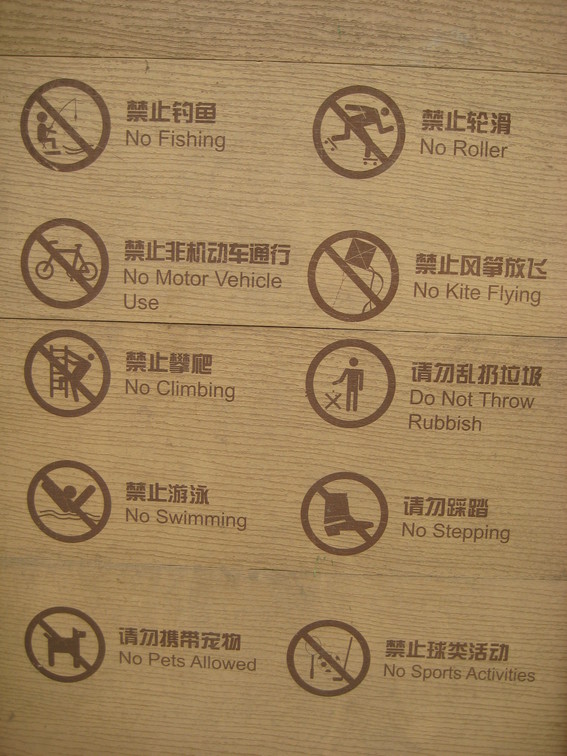 禁止钓鱼
No Fishing
禁止轮滑
No Roller
禁止非机动车通行
No Motor Vehicle
Use
禁止风筝放飞
No Kite Flying
禁止攀爬
No Climbing
请勿乱扔垃圾
Do Not Throw
Rubbish
禁止游泳
No Swimming
请勿踩踏
No Stepping
请勿携带宠物
No Pets Allowed
禁止球类活动
No Sports Activities